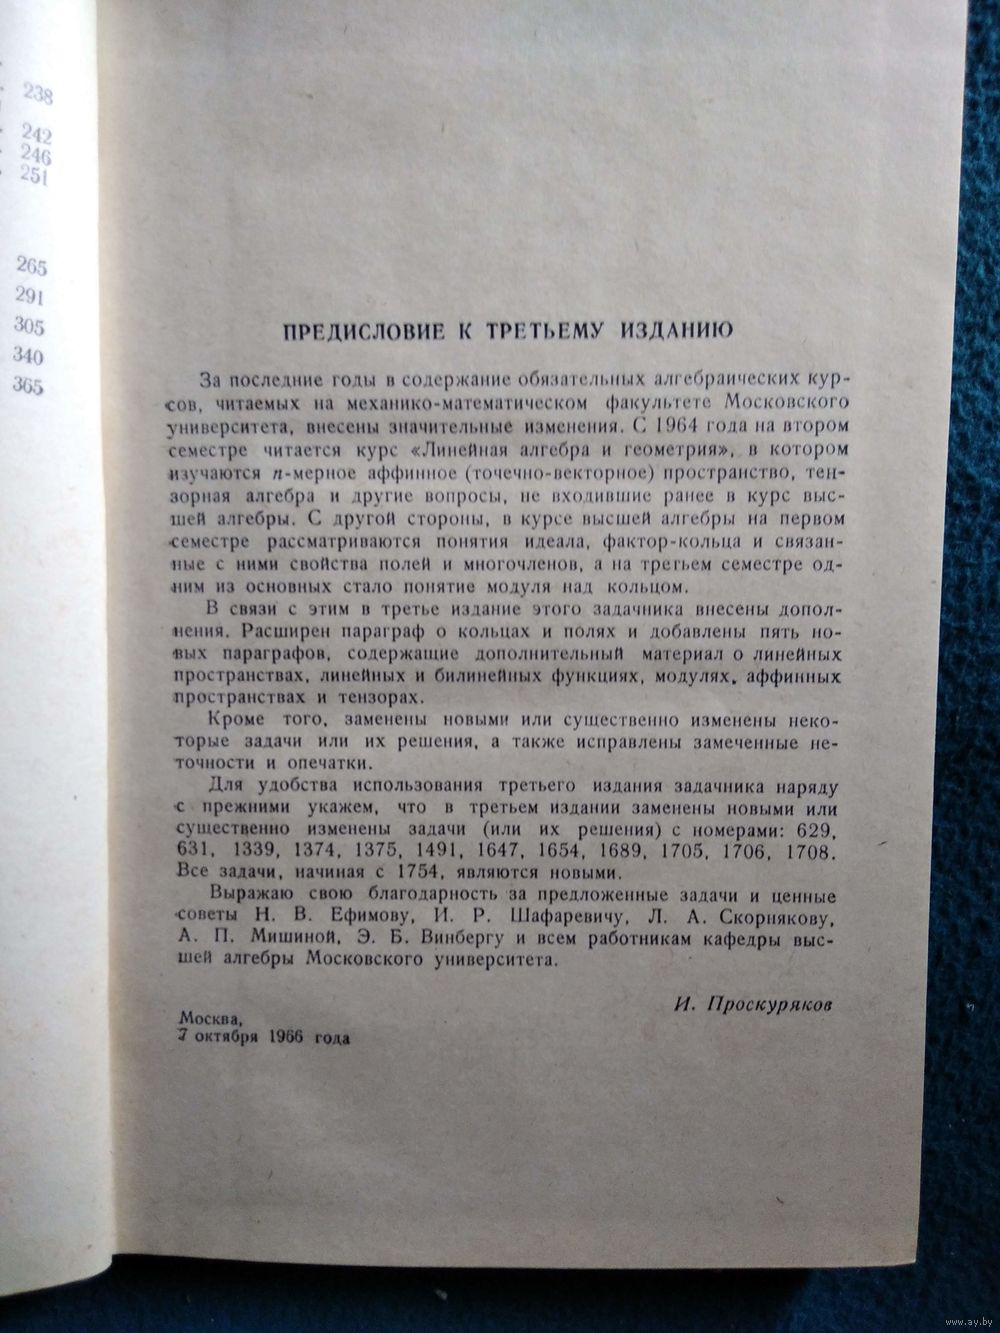 238
242
246
251
265
291
305
340
365
ПРЕДИСЛОВИЕ К ТРЕТЬЕМУ ИЗДАНИЮ
За последние годы в содержание обязательных алгебраических кур-
сов, читаемых на механико-математическом факультете Московского
университета, внесены значительные изменения. С 1964 года на втором
семестре читается курс «Линейная алгебра и геометрия», в котором
изучаются n-мерное аффинное (точечно-векторное) пространство, тен-
зорная алгебра и другие вопросы, не входившие ранее в курс выс-
шей алгебры. С другой стороны, в курсе высшей алгебры на первом
семестре рассматриваются понятия идеала, фактор-кольца и связан-
ные с ними свойства полей и многочленов, а на третьем семестре од-
ним из основных стало понятие модуля над кольцом.
В связи с этим в третье издание этого задачника внесены допол-
нения. Расширен параграф о кольцах и полях и добавлены пять но-
вых параграфов, содержащие дополнительный материал о линейных
пространствах, линейных и билинейных функциях, модулях, аффинных
пространствах и тензорах.
Кроме того, заменены новыми или существенно изменены неко-
торые задачи или их решения, а также исправлены замеченные не-
точности и опечатки.
Для удобства использования третьего издания задачника наряду
с прежними укажем, что в третьем издании заменены новыми или
существенно изменены задачи (или их решения) с номерами: 629,
631, 1339, 1374, 1375, 1491, 1647, 1654, 1689, 1705, 1706, 1708.
Все задачи, начиная с 1754, являются новыми.
Выражаю свою благодарность за предложенные задачи и ценные
советы Н. В. Ефимову, И. Р. Шафаревичу, Л. А. Скорнякову,
А. П. Мишиной, Э. Б. Винбергу и всем работникам кафедры выс-
шей алгебры Московского университета.
И. Проскуряков
Москва,
7 октября 1966 года
www.ay.by